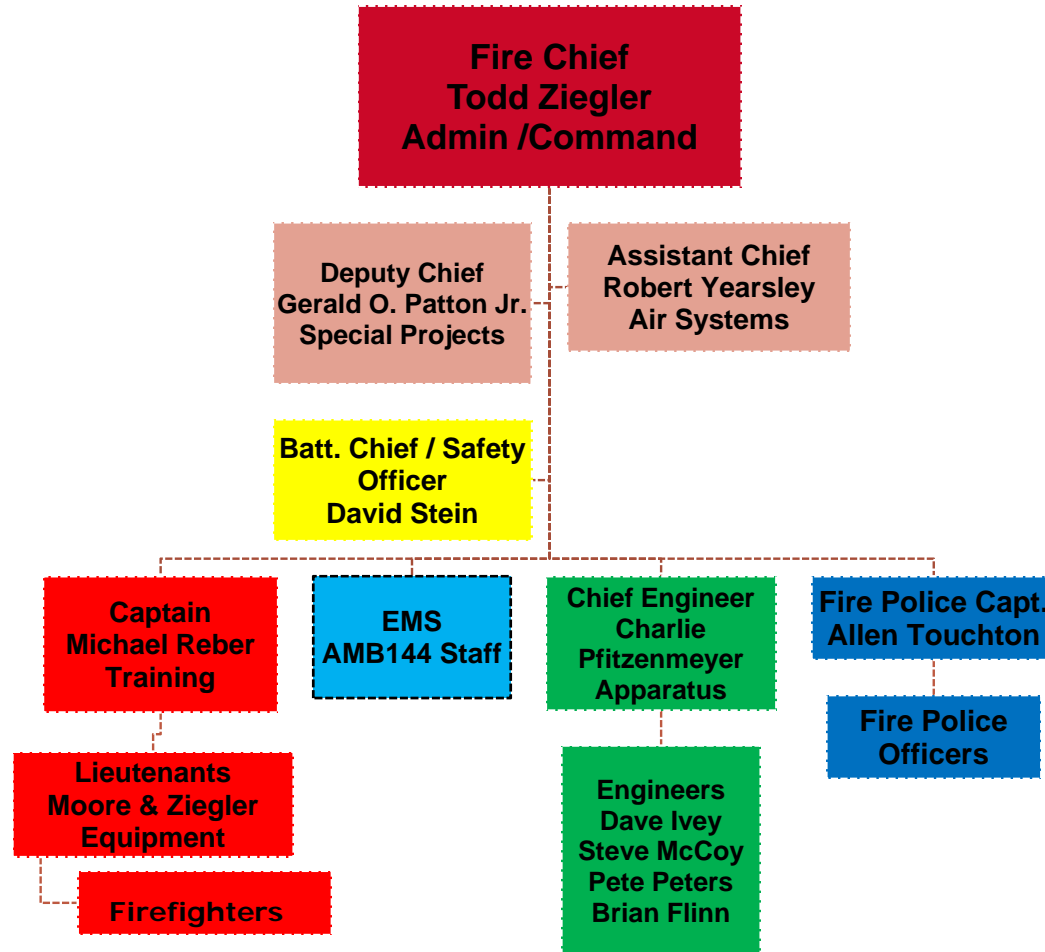 Fire Chief
Todd Ziegler
Admin /Command
Deputy Chief
Gerald O. Patton Jr.
Special Projects
Assistant Chief
Robert Yearsley
Air Systems
Batt. Chief / Safety
Officer
David Stein
Captain
Michael Reber
Training
EMS
AMB144 Staff
Chief Engineer
Charlie
Pfitzenmeyer
Apparatus
Fire Police Capt.
Allen Touchton
Lieutenants
Moore & Ziegler
Equipment
Engineers
Dave Ivey
Steve McCoy
Pete Peters
Brian Flinn
Fire Police
Officers
Firefighters